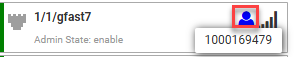 1/1/gfast7
Admin State: enable
1000169479